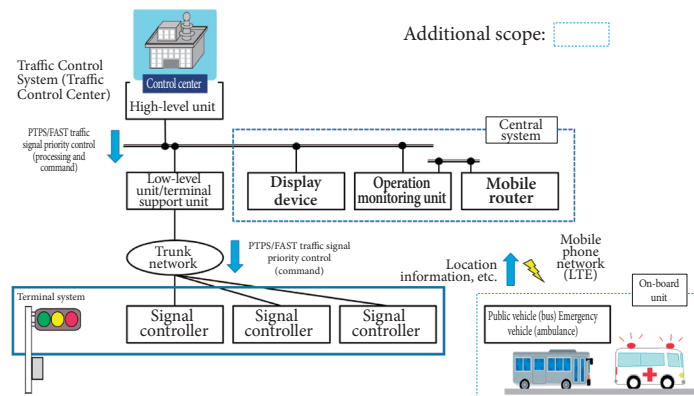 Additional scope:
Traffic Control
System (Traffic
Control Center)
Control center
High-level unit
PTPS/FAST traffic
signal priority control
(processing and
command)
Central
system
Low-level
unit/terminal
support unit
Display
device
Operation
monitoring unit
Mobile
router
Trunk
network
PTPS/FAST traffic signal
priority control
(command)
Location
information, etc.
Mobile
phone
network
(LTE)
On-board
unit
Terminal system
Signal
controller
Signal
controller
Signal
controller
Public vehicle (bus) Emergency
vehicle (ambulance)